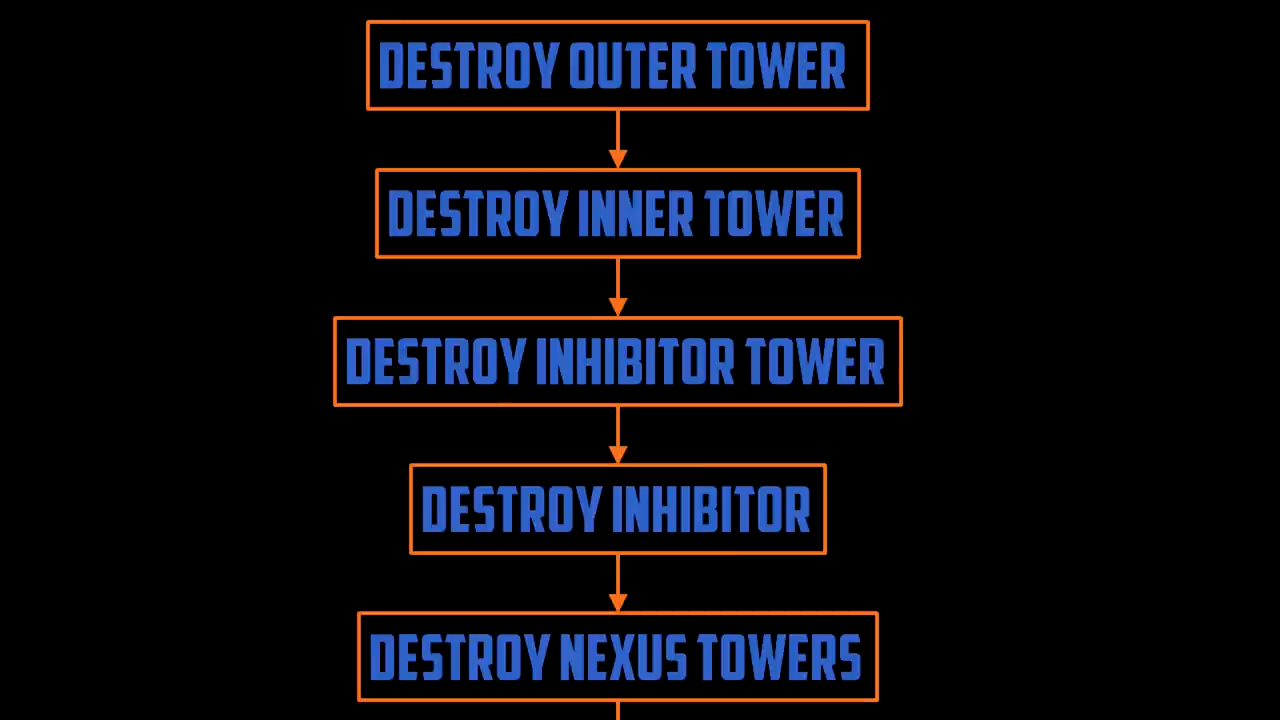 DESTROY OUTER TOWER
DESTROY INNER TOWER
DESTROY INHIBITOR TOWER
DESTROY INHIBITOR
DESTROY NEXUS TOWERS